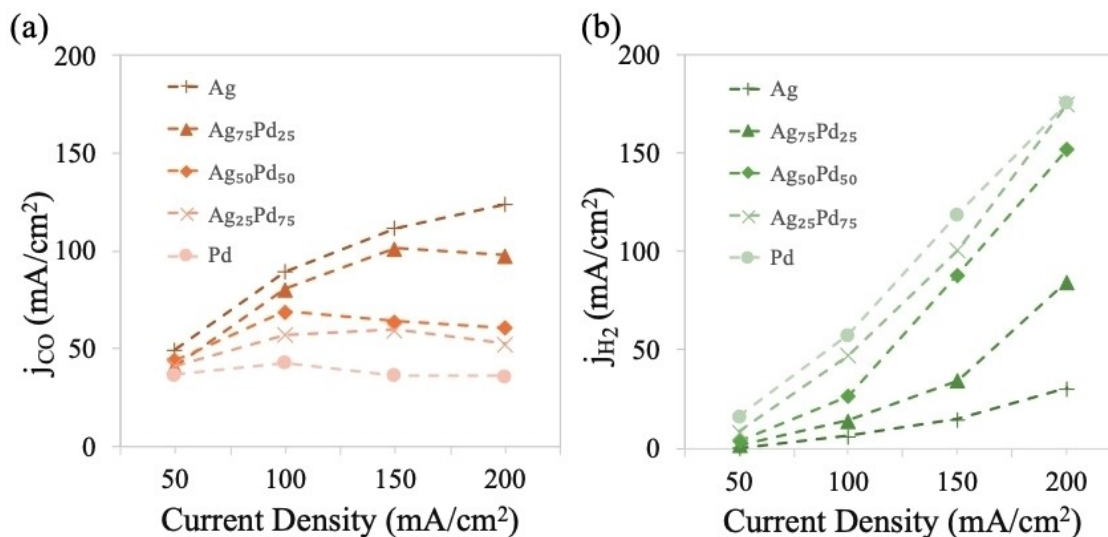 (a)
200
150
100
50
0
j_CO (mA/cm²)
Ag
Ag₇₅Pd₂₅
Ag₅₀Pd₅₀
Ag₂₅Pd₇₅
Pd
50 100 150 200
Current Density (mA/cm²)
(b)
200
150
100
50
0
j_H₂ (mA/cm²)
Ag
Ag₇₅Pd₂₅
Ag₅₀Pd₅₀
Ag₂₅Pd₇₅
Pd
50 100 150 200
Current Density (mA/cm²)